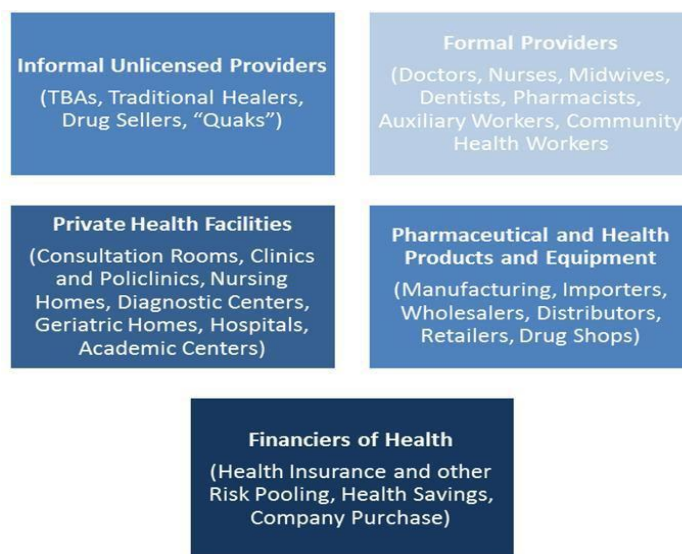 Informal Unlicensed Providers
(TBAs, Traditional Healers,
Drug Sellers, “Quaks”)
Formal Providers
(Doctors, Nurses, Midwives,
Dentists, Pharmacists,
Auxiliary Workers, Community
Health Workers
Private Health Facilities
(Consultation Rooms, Clinics
and Policlinics, Nursing
Homes, Diagnostic Centers,
Geriatric Homes, Hospitals,
Academic Centers)
Pharmaceutical and Health
Products and Equipment
(Manufacturing, Importers,
Wholesalers, Distributors,
Retailers, Drug Shops)
Financiers of Health
(Health Insurance and other
Risk Pooling, Health Savings,
Company Purchase)